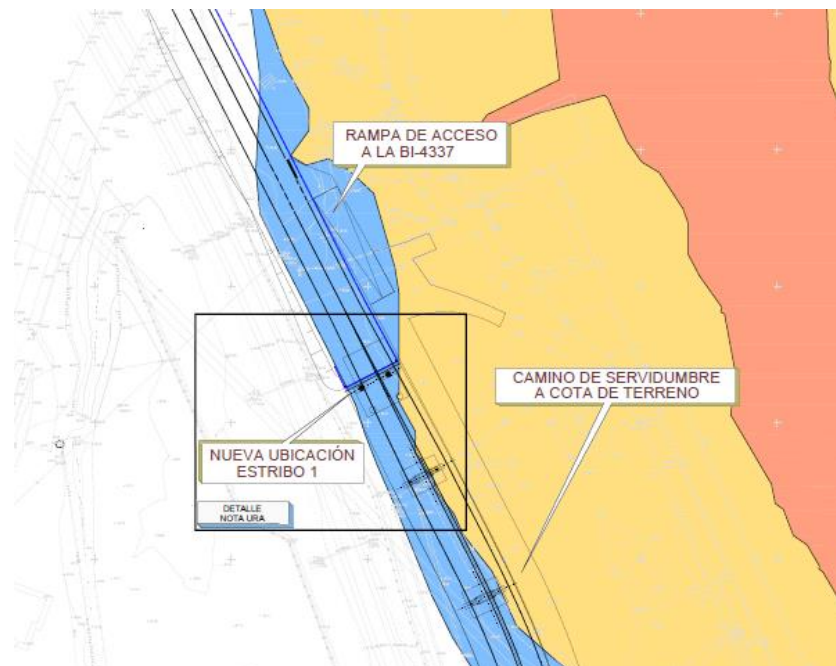 RAMPA DE ACCESO
A LA BI-4337
CAMINO DE SERVIDUMBRE
A COTA DE TERRENO
NUEVA UBICACIÓN
ESTRIBO 1
DETALLE
NOTA URA